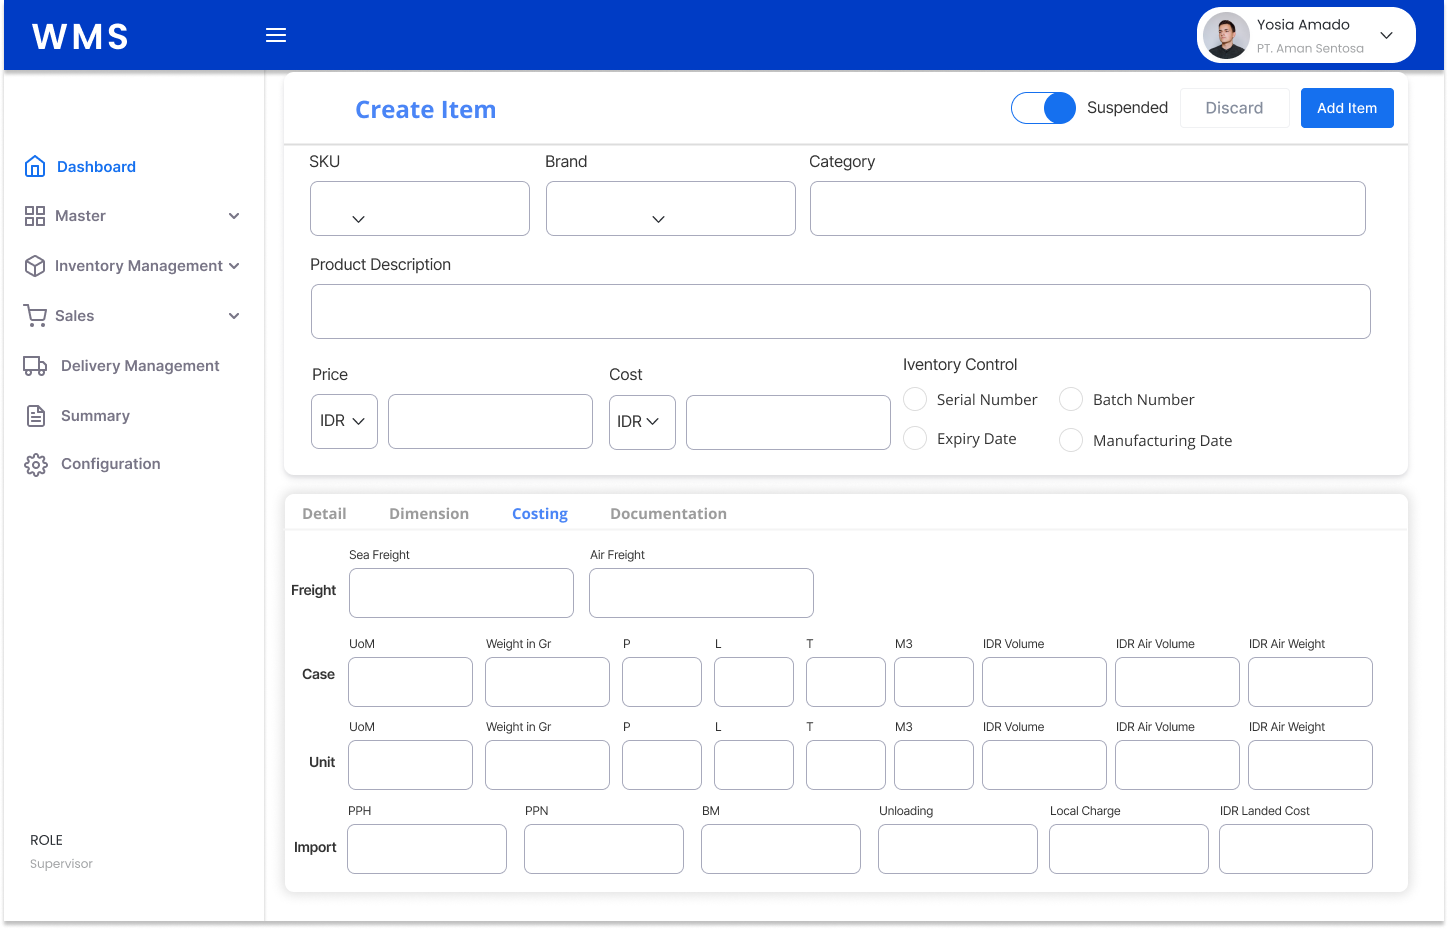 WMS
Yosia Amado
PT. Aman Sentosa
Create Item
Suspended
Discard
Add Item
Dashboard
Master
Inventory Management
Sales
Delivery Management
Summary
Configuration
ROLE
Supervisor
SKU Brand Category
Product Description
Price Cost Iventory Control
IDR IDR
Serial Number Batch Number
Expiry Date Manufacturing Date
Detail Dimension Costing Documentation
Sea Freight Air Freight
Freight
UoM Weight in Gr P L T M3 IDR Volume IDR Air Volume IDR Air Weight
Case
UoM Weight in Gr P L T M3 IDR Volume IDR Air Volume IDR Air Weight
Unit
PPH PPN BM Unloading Local Charge IDR Landed Cost
Import